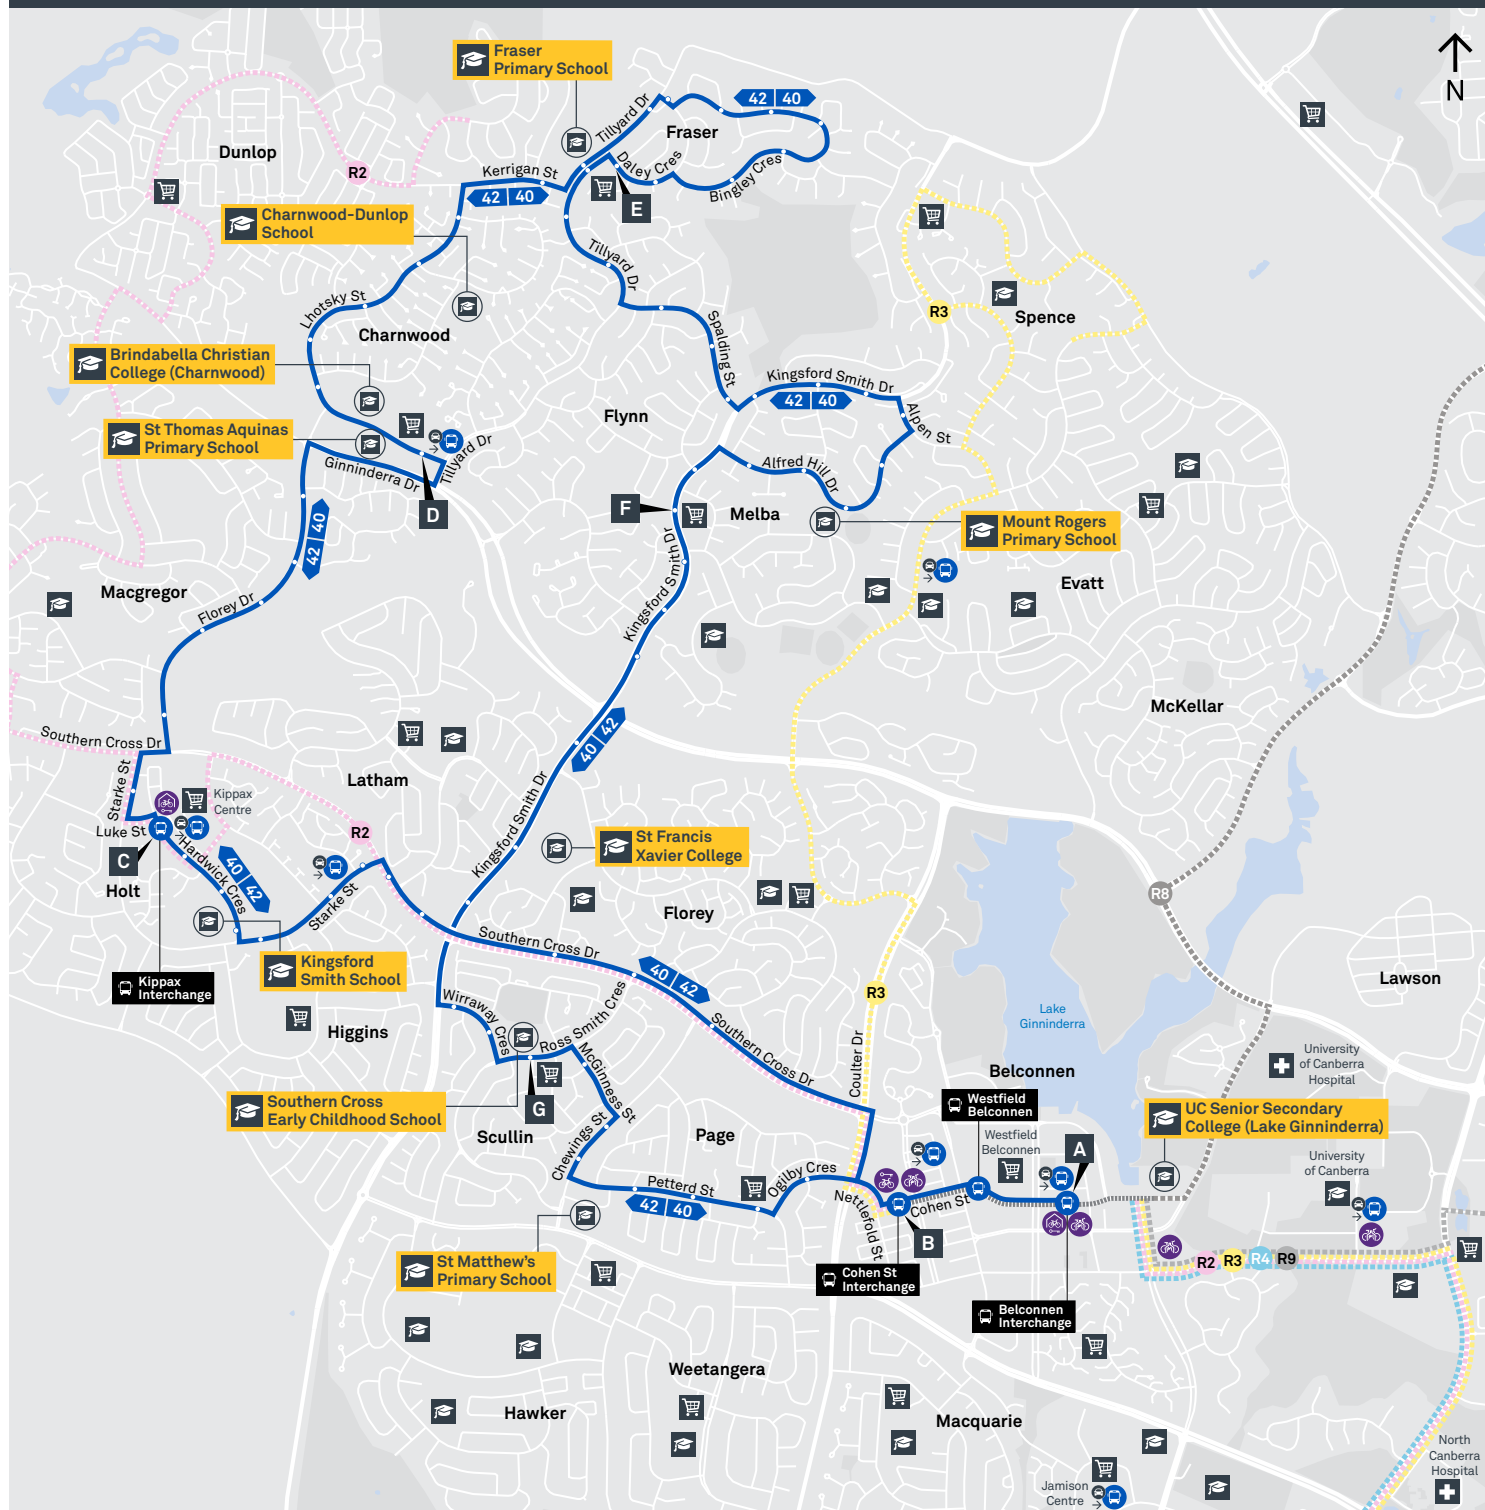 N
Fraser
Primary School
Tillyard Dr
42 40
Fraser
Dunlop
R2
Kerrigan St
Daley Cres
Bingley Cres
42 40
E
Charnwood-Dunlop
School
Tillyard Dr
Lhotsky St
Charnwood
R3
Spence
Spalding St
Brindabella Christian
College (Charnwood)
Kingsford Smith Dr
42 40
Alpen St
Flynn
St Thomas Aquinas
Primary School
Tillyard Dr
Ginninderra Dr
Alfred Hill Dr
D
F
Melba
Mount Rogers
Primary School
42 40
Kingsford Smith Dr
Evatt
Macgregor
Florey Dr
McKellar
Southern Cross Dr
40 42
Starke St
Latham
Kippax
Centre
Kingsford Smith Dr
Luke St
R2
St Francis
Xavier College
C
Hardwick Cres
40 42
Holt
Starke St
R8
Florey
Southern Cross Dr
Kingsford
Smith School
40 42
Kippax
Interchange
Lawson
R3
Wirraway Cres
Ross Smith Cres
Lake
Ginninderra
Higgins
Southern Cross Dr
McGinness St
Coulter Dr
University
of Canberra
Hospital
Belconnen
Southern Cross
Early Childhood School
G
Westfield
Belconnen
UC Senior Secondary
College (Lake Ginninderra)
Scullin
Page
Chewings St
Westfield
Belconnen
A
University
of Canberra
Ogilby Cres
Petterd St
42 40
Nettlefold St
Cohen St
B
St Matthew's
Primary School
Cohen St
Interchange
R2
R3
R4
R9
Belconnen
Interchange
Weetangera
Hawker
Macquarie
North
Canberra
Hospital
Jamison
Centre